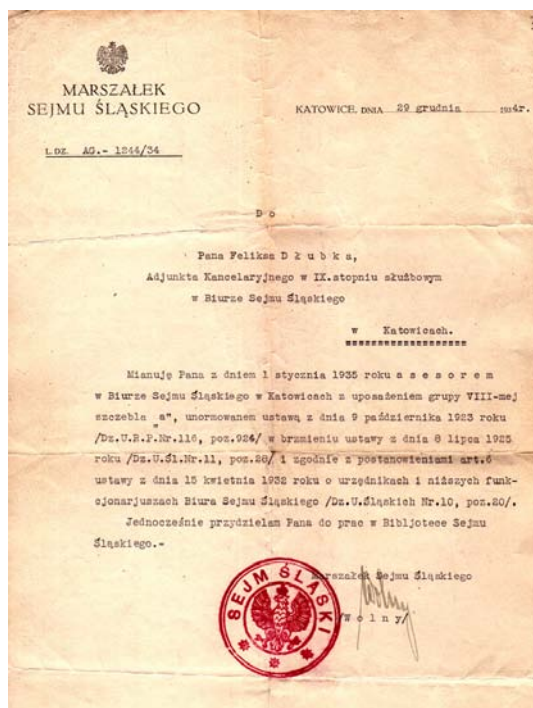 MARSZAŁEK
SEJMU ŚLĄSKIEGO
KATOWICE, DNIA 29 grudnia 1934r.
L. DZ. AG.- 1244/34
Do
Pana Feliksa Dłubka,
Adjunkta Kancelaryjnego w IX.stopniu służbowym
w Biurze Sejmu Śląskiego
w Katowicach.
Mianuję Pana z dniem 1 stycznia 1935 roku asesorem
w Biurze Sejmu Śląskiego w Katowicach z uposażeniem grupy VIII-mej
szczebla „a", unormowanem ustawą z dnia 9 października 1923 roku
/Dz.U.R.P.Nr.116, poz.924/ w brzmieniu ustawy z dnia 8 lipca 1925
roku /Dz.U.Śl.Nr.11, poz.28/ i zgodnie z postanowieniami art.6
ustawy z dnia 15 kwietnia 1932 roku o urzędnikach i niższych funk-
cjonarjuszach Biura Sejmu Śląskiego /Dz.U.Śląskich Nr.10, poz.20/.
Jednocześnie przydzielam Pana do prac w Bibljotece Sejmu
Śląskiego.-
Marszałek Sejmu Śląskiego
Wolny
/Wolny/
SEJM ŚLĄSKI